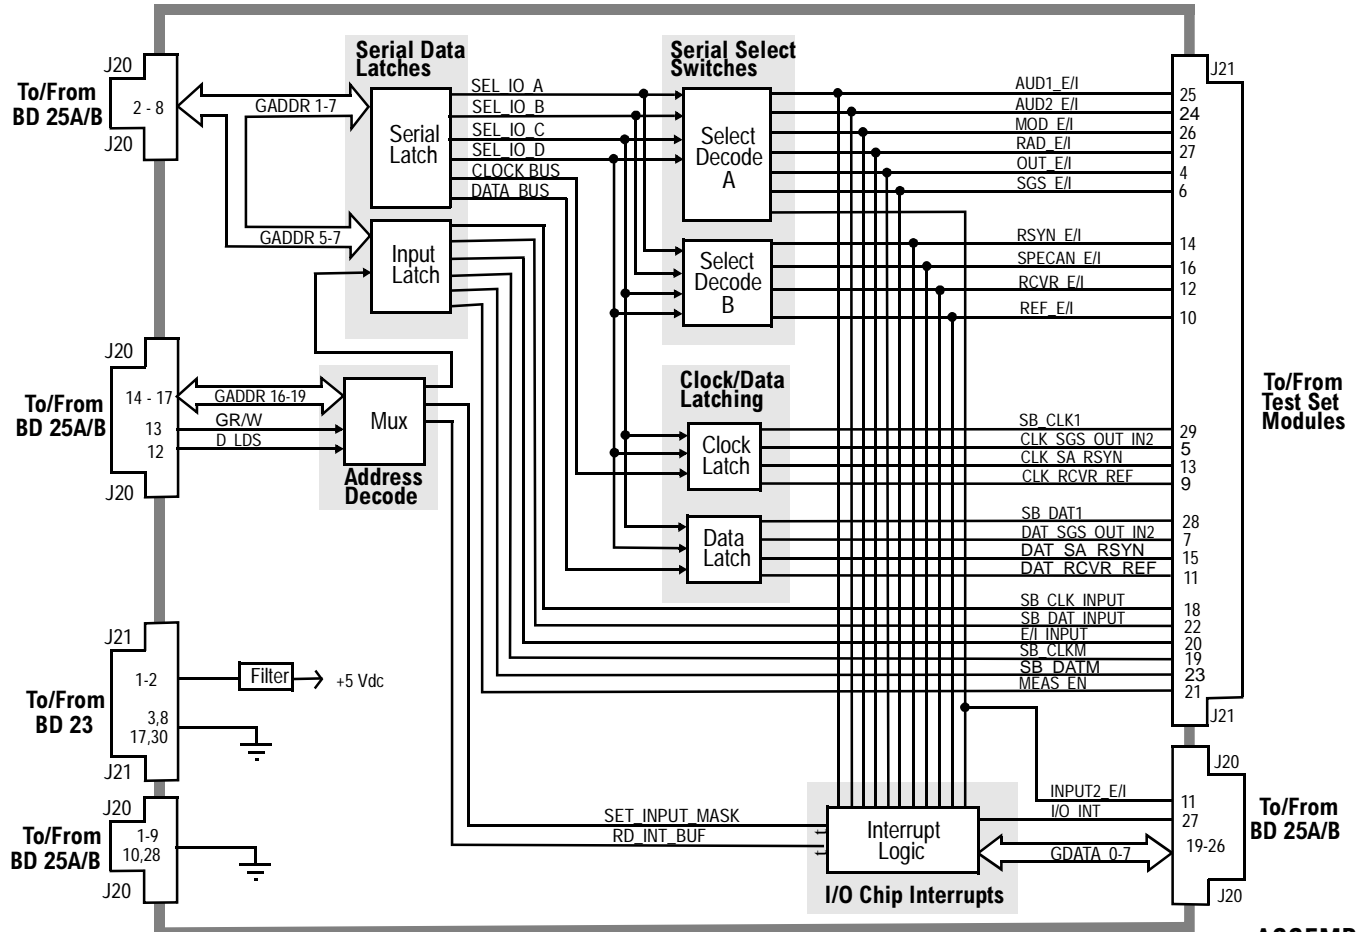 J20
To/From
BD 25A/B
2 - 8
J20
GADDR 1-7
GADDR 5-7
Serial Data
Latches
Serial
Latch
SEL_IO_A
SEL_IO_B
SEL_IO_C
SEL_IO_D
CLOCK BUS
DATA_BUS
Input
Latch
Serial Select
Switches
Select
Decode
A
Select
Decode
B
J21
AUD1_E/I
25
AUD2_E/I
24
MOD_E/I
26
RAD_E/I
27
OUT_E/I
4
SGS_E/I
6
RSYN_E/I
14
SPECAN_E/I
16
RCVR_E/I
12
REF_E/I
10
J20
To/From
BD 25A/B
14 - 17
13
12
J20
GADDR 16-19
GR/W
D_LDS
Mux
Address
Decode
Clock/Data
Latching
Clock
Latch
Data
Latch
SB_CLK1
29
CLK_SGS_OUT_IN2
5
CLK_SA_RSYN
13
CLK_RCVR_REF
9
SB_DAT1
28
DAT_SGS_OUT_IN2
7
DAT_SA_RSYN
15
DAT_RCVR_REF
11
SB_CLK_INPUT
18
SB_DAT_INPUT
22
E/I_INPUT
20
SB_CLKM
19
SB_DATM
23
MEAS_EN
21
J21
To/From
Test Set
Modules
J21
To/From
BD 23
1-2
3,8
17,30
J21
Filter
+5 Vdc
J20
To/From
BD 25A/B
1-9
10,28
J20
SET_INPUT_MASK
RD_INT_BUF
t
t
Interrupt
Logic
I/O Chip Interrupts
J20
INPUT2_E/I
11
I/O_INT
27
GDATA_0-7
19-26
J20
To/From
BD 25A/B